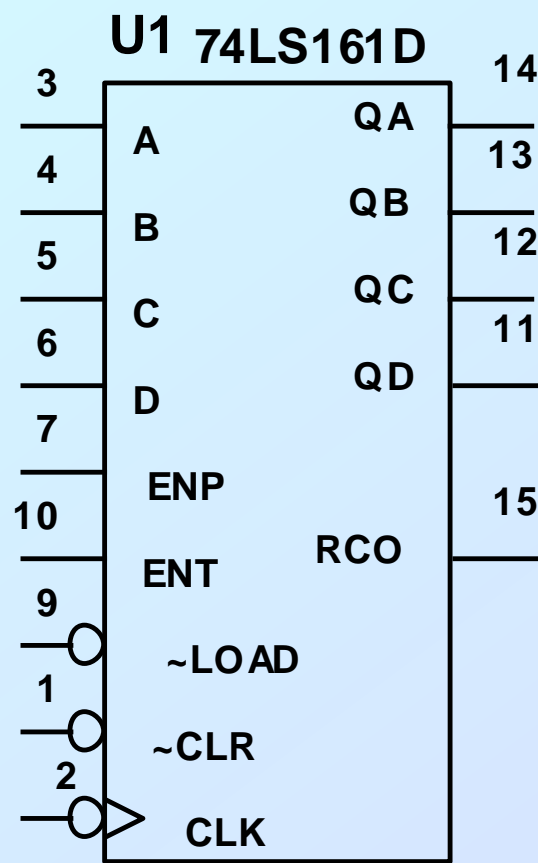 U1 74LS161D
3 A QA 14
4 B QB 13
5 C QC 12
6 D QD 11
7 ENP
10 ENT RCO 15
9 ~LOAD
1 ~CLR
2 CLK